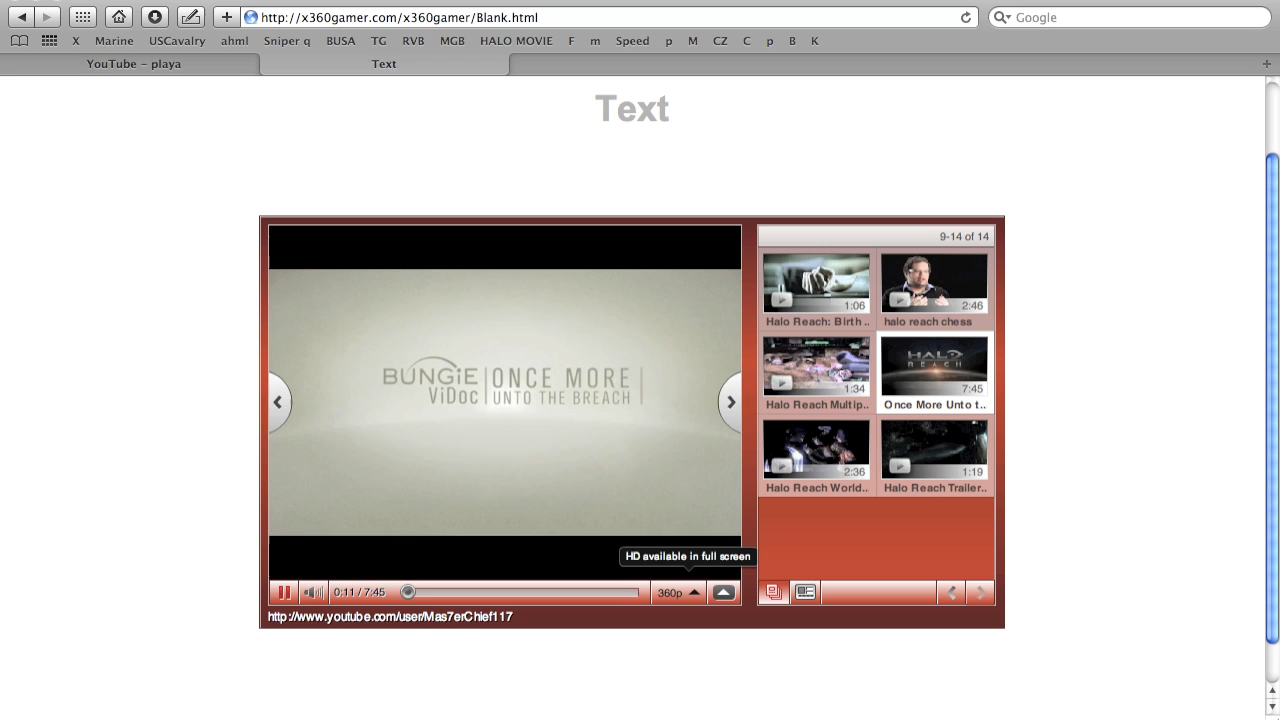 http://x360gamer.com/x360gamer/Blank.html
Google
X Marine USCavalry ahml Sniper q BUSA TG RVB MGB HALO MOVIE F m Speed p M CZ C p B K
YouTube – playa
Text
Text
BUNGiE
ViDoc
ONCE MORE
UNTO THE BREACH
HD available in full screen
0:11 / 7:45
360p
http://www.youtube.com/user/Mas7erChief117
9-14 of 14
1:06
Halo Reach: Birth ..
2:46
halo reach chess
1:34
Halo Reach Multip..
HALO
REACH
7:45
Once More Unto t..
2:36
Halo Reach World..
1:19
Halo Reach Trailer..